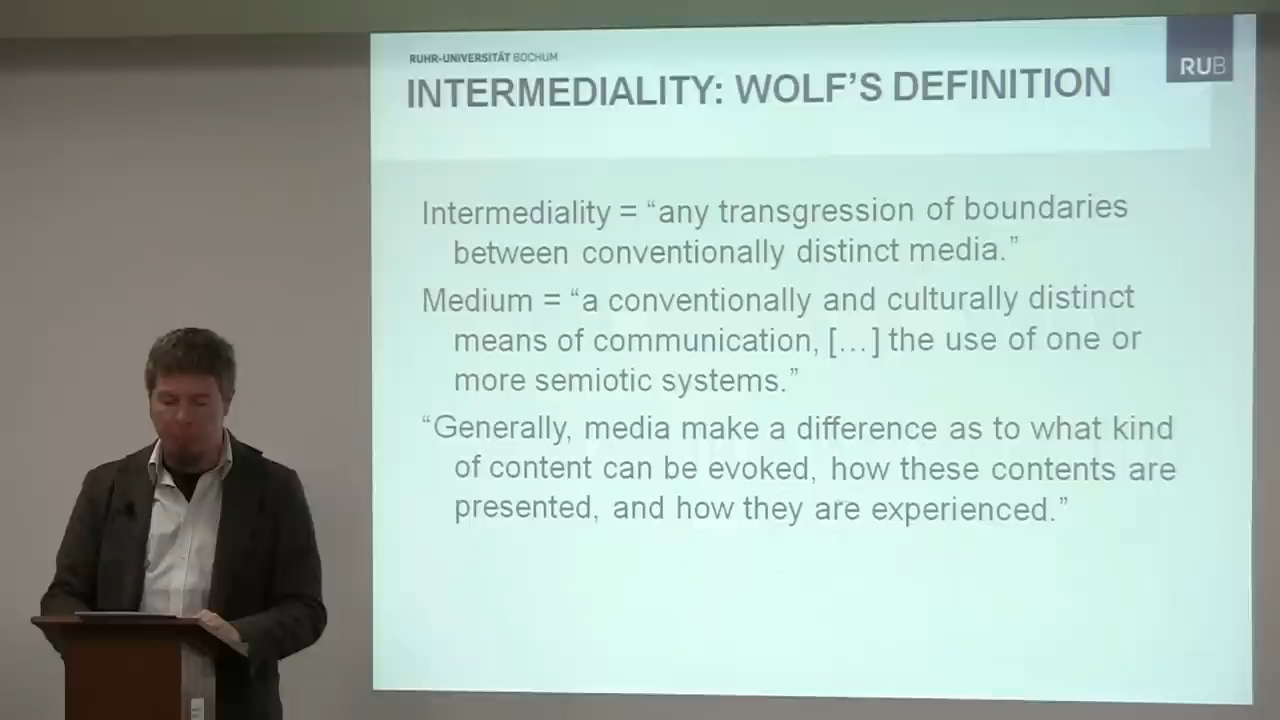 RUHR-UNIVERSITÄT BOCHUM
INTERMEDIALITY: WOLF'S DEFINITION
RUB
Intermediality = “any transgression of boundaries
between conventionally distinct media.”
Medium = “a conventionally and culturally distinct
means of communication, […] the use of one or
more semiotic systems.”
“Generally, media make a difference as to what kind
of content can be evoked, how these contents are
presented, and how they are experienced.”